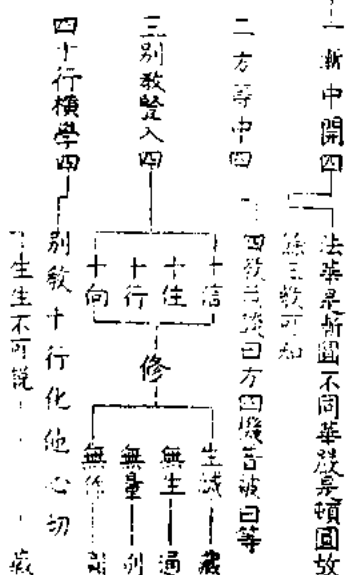 一漸中開四
法華是漸圓不同華嚴是頓圓故
餘三教可知
二方等中四
四教並談曰方四機普被曰等
三別教豎入四
十信
十住
十行
十向
修
生滅
無生
無量
無作
藏
通
別
四十行橫學四
別教十行化他心切
生生不可說
藏